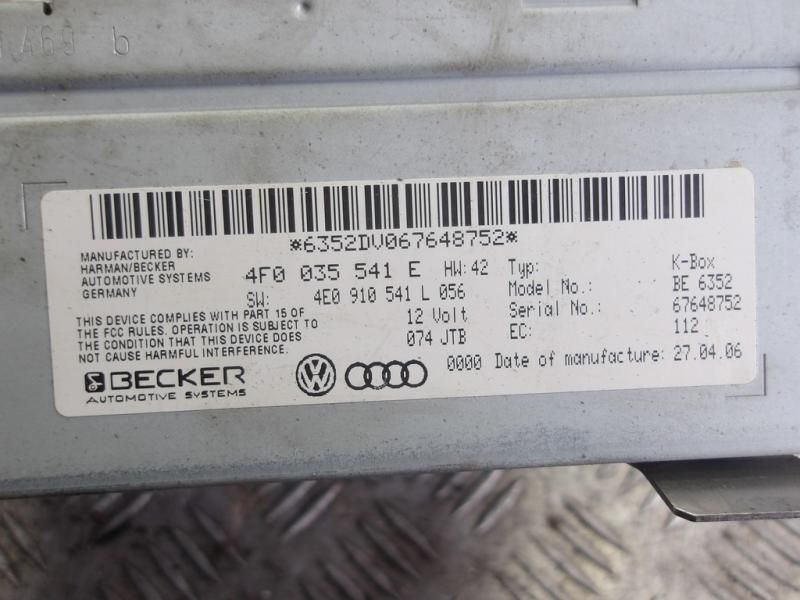 469 b
*6352DV067648752*
MANUFACTURED BY:
HARMAN/BECKER
AUTOMOTIVE SYSTEMS
GERMANY
4F0 035 541 E HW:42 Typ: K-Box
SW: 4E0 910 541 L 056 Model No.: BE 6352
12 Volt Serial No.: 67648752
074 JTB EC: 112
THIS DEVICE COMPLIES WITH PART 15 OF
THE FCC RULES. OPERATION IS SUBJECT TO
THE CONDITION THAT THIS DEVICE DOES
NOT CAUSE HARMFUL INTERFERENCE.
0000 Date of manufacture: 27.04.06
BECKER
AUTOMOTIVE SYSTEMS